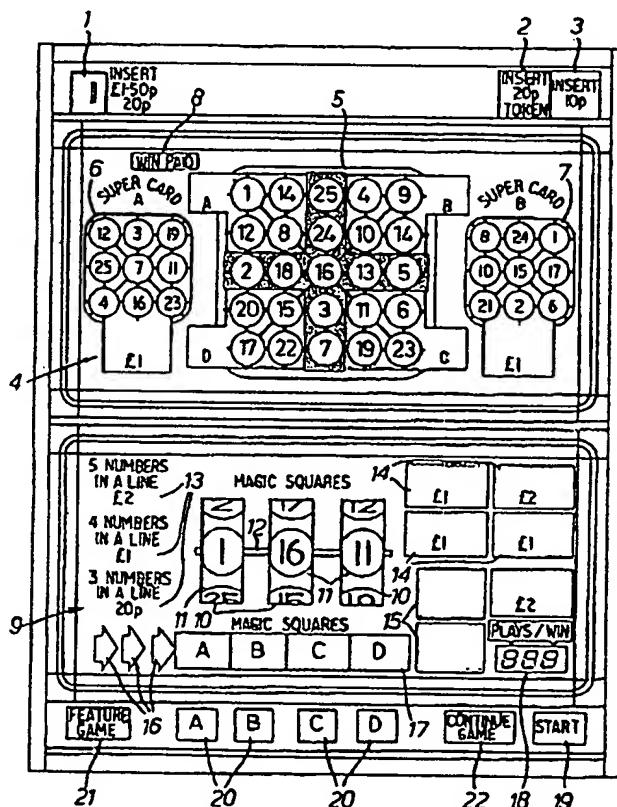 1 2 3
INSERT
£1-50p
20p
INSERT
20p
TOKEN
INSERT
10p
8 5
WIN PAID
6 7
SUPER CARD
A
12 3 19
25 7 11
4 16 23
£1
4
A B
D C
1 14 25 4 9
12 8 24 10 14
2 18 16 13 5
20 15 3 11 6
17 22 7 19 23
SUPER CARD
B
8 24 1
10 15 17
21 2 6
£1
5 NUMBERS
IN A LINE
£2
13
4 NUMBERS
IN A LINE
£1
3 NUMBERS
IN A LINE
20p
9
MAGIC SQUARES
12
2 17 12
1 16 11
11 10 11 10
MAGIC SQUARES
A B C D
16 17
14
£1 £2
£1 £1
14
15
£2
PLAYS/WIN
888
FEATURE
GAME
A B C D
CONTINUE
GAME
START
21 20 20 22 18 19